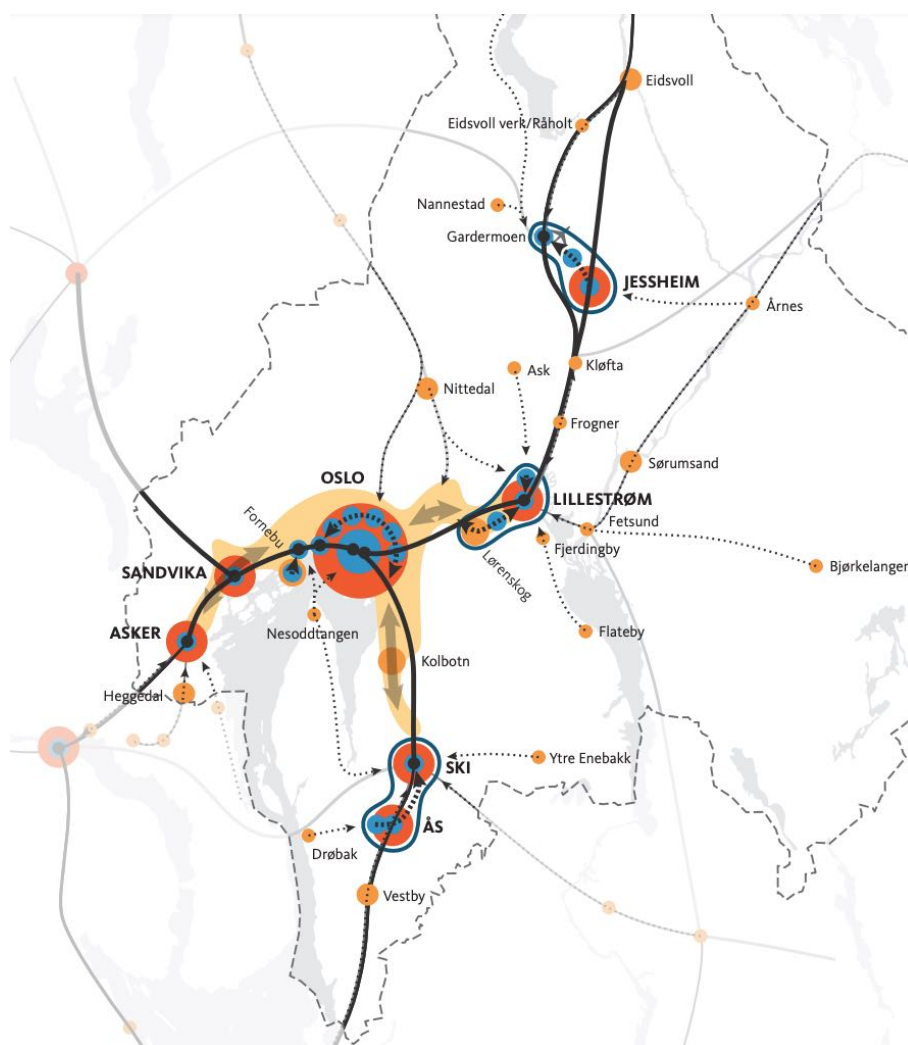 Eidsvoll
Eidsvoll verk/Råholt
Nannestad
Gardermoen
JESSHEIM
Årnes
Kløfta
Ask
Nittedal
Frogner
Sørumsand
OSLO
LILLESTRØM
Fornebu
Fetsund
Fjerdingby
Lørenskog
Bjørkelangen
SANDVIKA
ASKER
Nesoddtangen
Flateby
Kolbotn
Heggedal
SKI
Ytre Enebakk
ÅS
Drøbak
Vestby